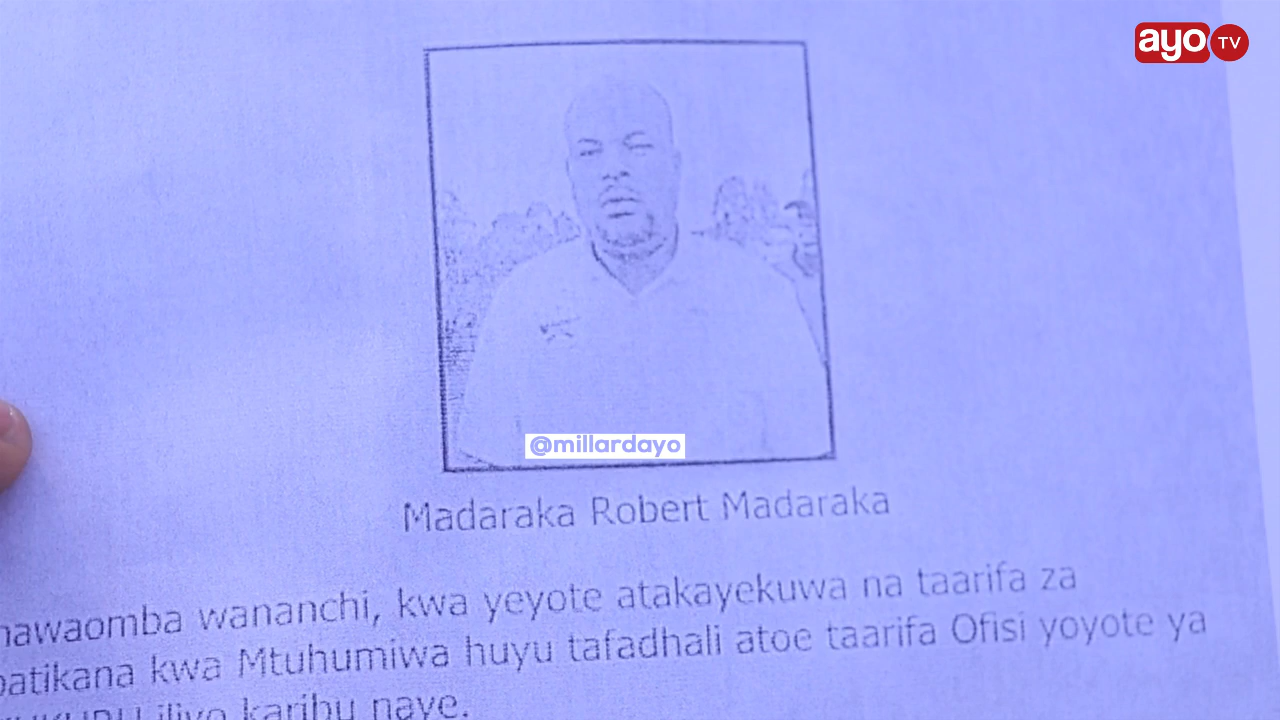 ayo TV
@millardayo
Madaraka Robert Madaraka
nawaomba wananchi, kwa yeyote atakayekuwa na taarifa za
patikana kwa Mtuhumiwa huyu tafadhali atoe taarifa Ofisi yoyote ya
iliyo karibu naye.